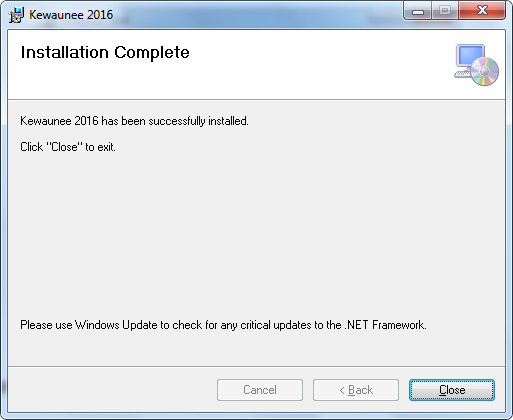 Kewaunee 2016
Installation Complete
Kewaunee 2016 has been successfully installed.
Click "Close" to exit.
Please use Windows Update to check for any critical updates to the .NET Framework.
Cancel
< Back
Close